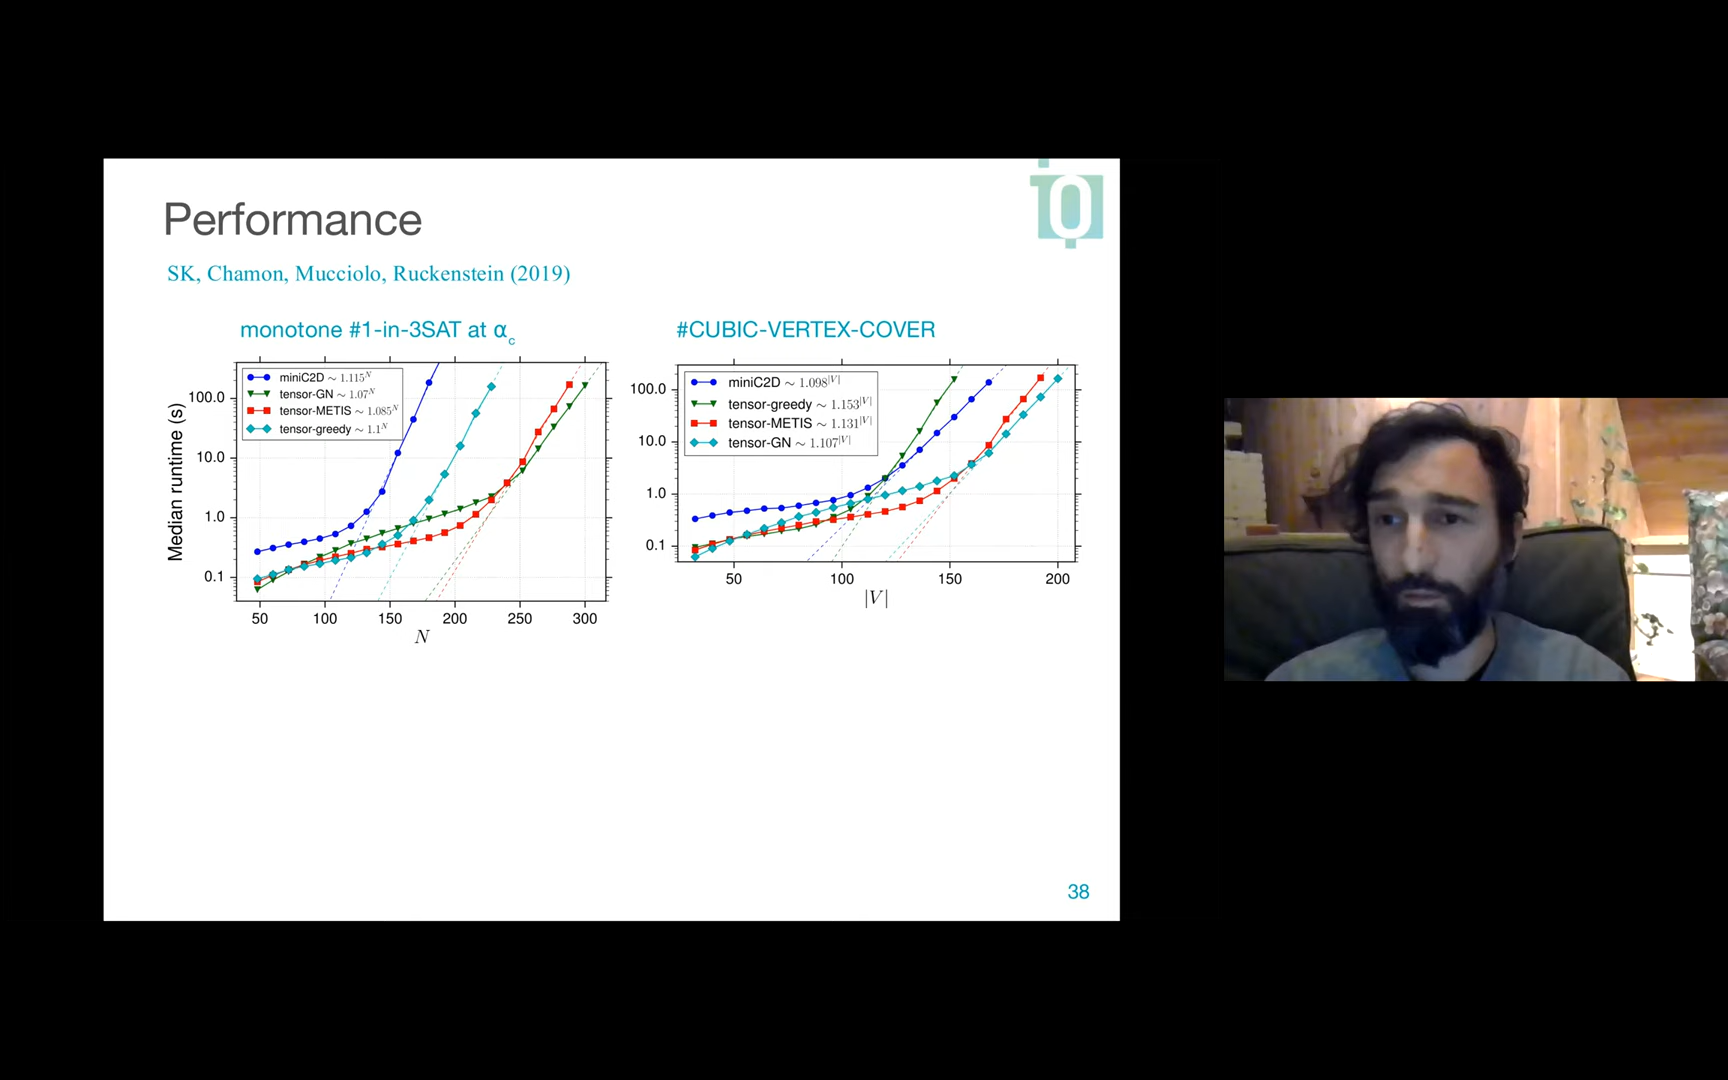 Performance
SK, Chamon, Mucciolo, Ruckenstein (2019)
monotone #1-in-3SAT at αc
miniC2D ~ 1.115^N
tensor-GN ~ 1.07^N
tensor-METIS ~ 1.085^N
tensor-greedy ~ 1.1^N
Median runtime (s)
100.0
10.0
1.0
0.1
50 100 150 200 250 300
N
#CUBIC-VERTEX-COVER
miniC2D ~ 1.098^|V|
tensor-greedy ~ 1.153^|V|
tensor-METIS ~ 1.131^|V|
tensor-GN ~ 1.107^|V|
100.0
10.0
1.0
0.1
50 100 150 200
|V|
38